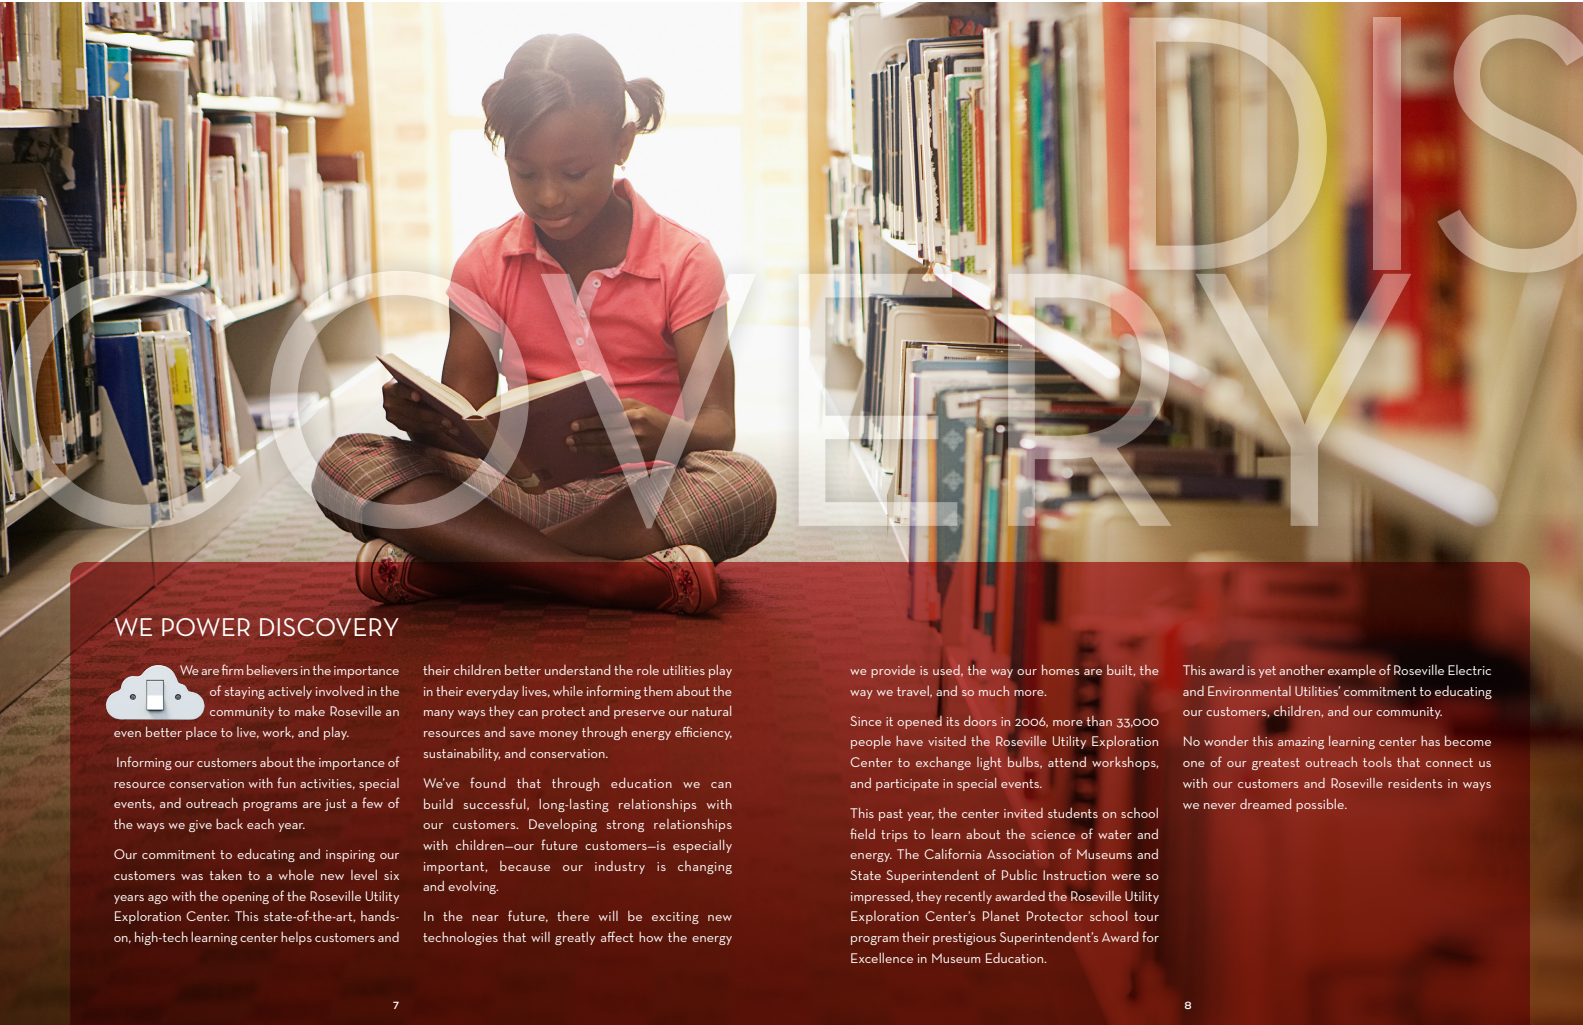 DIS
COVERY
WE POWER DISCOVERY
We are firm believers in the importance
of staying actively involved in the
community to make Roseville an
even better place to live, work, and play.
Informing our customers about the importance of
resource conservation with fun activities, special
events, and outreach programs are just a few of
the ways we give back each year.
Our commitment to educating and inspiring our
customers was taken to a whole new level six
years ago with the opening of the Roseville Utility
Exploration Center. This state-of-the-art, hands-
on, high-tech learning center helps customers and
their children better understand the role utilities play
in their everyday lives, while informing them about the
many ways they can protect and preserve our natural
resources and save money through energy efficiency,
sustainability, and conservation.
We've found that through education we can
build successful, long-lasting relationships with
our customers. Developing strong relationships
with children—our future customers—is especially
important, because our industry is changing
and evolving.
In the near future, there will be exciting new
technologies that will greatly affect how the energy
we provide is used, the way our homes are built, the
way we travel, and so much more.
Since it opened its doors in 2006, more than 33,000
people have visited the Roseville Utility Exploration
Center to exchange light bulbs, attend workshops,
and participate in special events.
This past year, the center invited students on school
field trips to learn about the science of water and
energy. The California Association of Museums and
State Superintendent of Public Instruction were so
impressed, they recently awarded the Roseville Utility
Exploration Center's Planet Protector school tour
program their prestigious Superintendent's Award for
Excellence in Museum Education.
This award is yet another example of Roseville Electric
and Environmental Utilities' commitment to educating
our customers, children, and our community.
No wonder this amazing learning center has become
one of our greatest outreach tools that connect us
with our customers and Roseville residents in ways
we never dreamed possible.
7
8